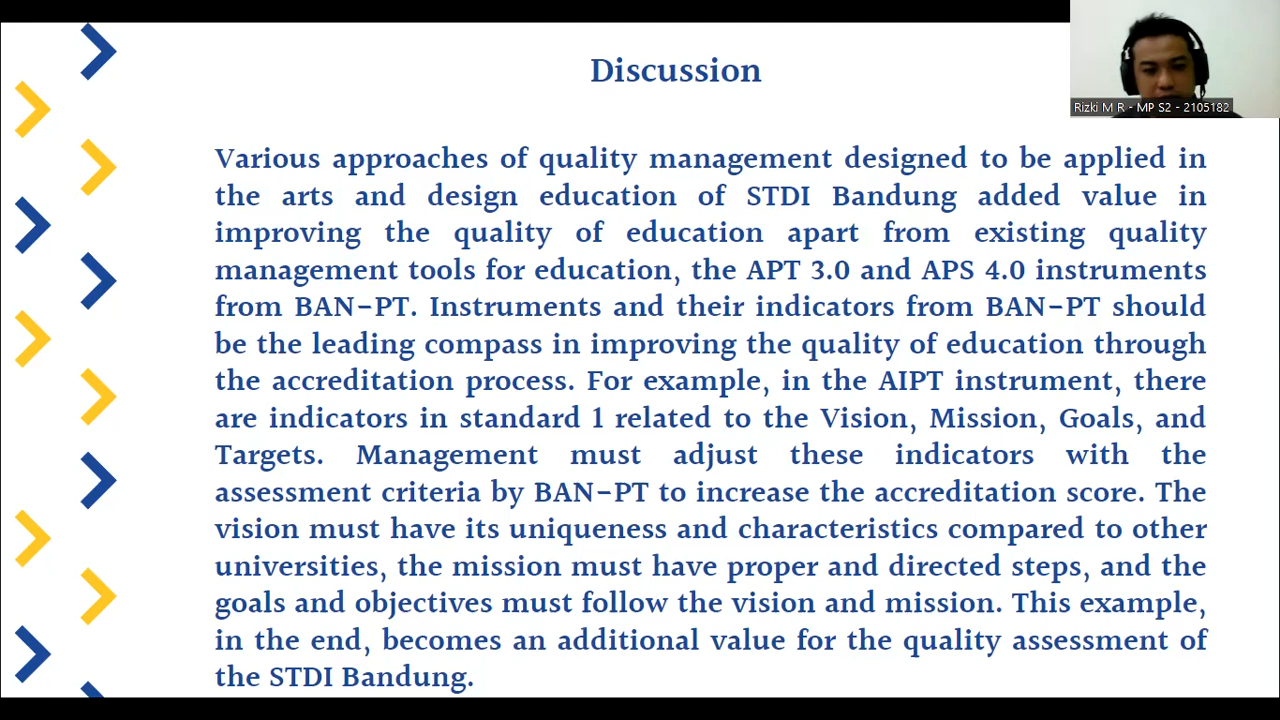 Discussion
Rizki M R - MP S2 - 2105182
Various approaches of quality management designed to be applied in
the arts and design education of STDI Bandung added value in
improving the quality of education apart from existing quality
management tools for education, the APT 3.0 and APS 4.0 instruments
from BAN-PT. Instruments and their indicators from BAN-PT should
be the leading compass in improving the quality of education through
the accreditation process. For example, in the AIPT instrument, there
are indicators in standard 1 related to the Vision, Mission, Goals, and
Targets. Management must adjust these indicators with the
assessment criteria by BAN-PT to increase the accreditation score. The
vision must have its uniqueness and characteristics compared to other
universities, the mission must have proper and directed steps, and the
goals and objectives must follow the vision and mission. This example,
in the end, becomes an additional value for the quality assessment of
the STDI Bandung.